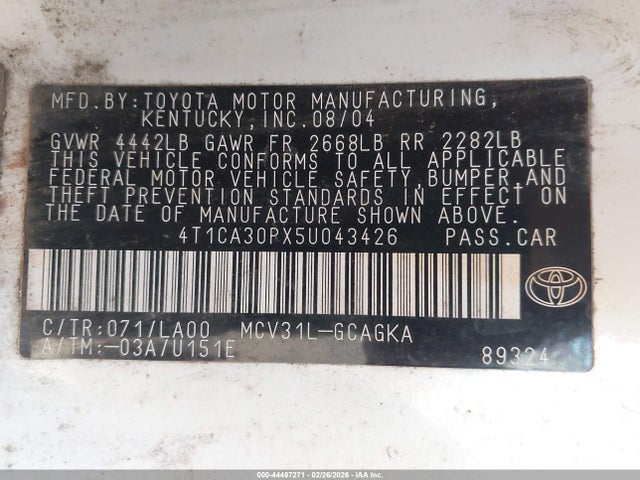 MFD.BY:TOYOTA MOTOR MANUFACTURING,
KENTUCKY,INC.08/04
GVWR 4442LB GAWR FR 2668LB RR 2282LB
THIS VEHICLE CONFORMS TO ALL APPLICABLE
FEDERAL MOTOR VEHICLE SAFETY,BUMPER,AND
THEFT PREVENTION STANDARDS IN EFFECT ON
THE DATE OF MANUFACTURE SHOWN ABOVE.
4T1CA30PX5U043426 PASS.CAR
C/TR:071/LA00 MCV31L-GCAGKA
A/TM:-03A/U151E
89324
000-44497271 - 02/26/2026 - IAA Inc.